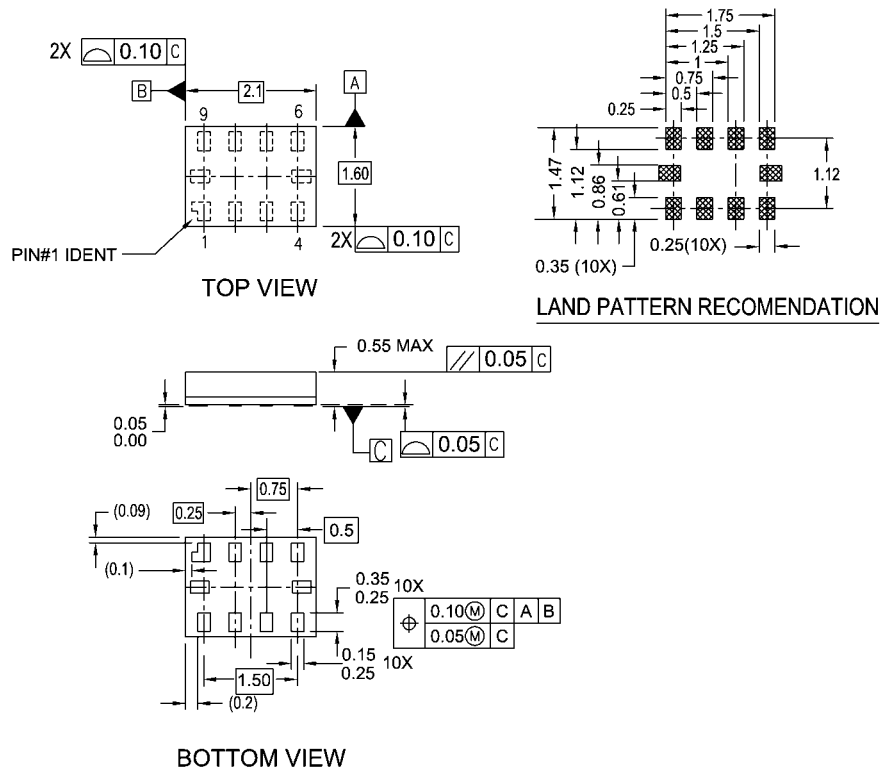 2X ⌓ 0.10 C
B
2.1
A
9
6
1.60
1
4
PIN#1 IDENT
2X ⌓ 0.10 C
TOP VIEW
1.75
1.5
1.25
1
0.75
0.5
0.25
1.47
1.12
0.86
0.61
1.12
0.25(10X)
0.35 (10X)
LAND PATTERN RECOMENDATION
0.55 MAX
// 0.05 C
0.05
0.00
C
⌓ 0.05 C
0.75
(0.09)
0.25
0.5
(0.1)
0.35
0.25 10X
⌖ 0.10Ⓜ C A B
0.05Ⓜ C
0.15
0.25 10X
1.50
(0.2)
BOTTOM VIEW